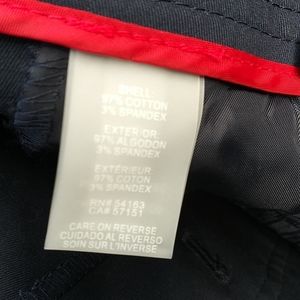 SHELL:
97% COTTON
3% SPANDEX
EXTERIOR
97% ALGODON
3% SPANDEX
EXTÉRIEUR
97% COTON
3% SPANDEX
RN# 54163
CA# 57151
CARE ON REVERSE
CUIDADO AL REVERSO
SOIN SUR L'INVERSE